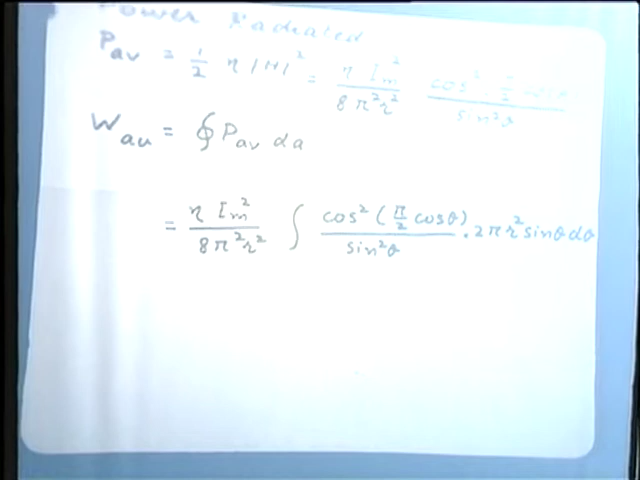 Power Radiated
Pav = 1/2 η |H|² = η Im² / 8π²r² cos² (π/2 cosθ) / sin²θ
Wav = ∮ Pav da
= η Im² / 8π²r² ∫ cos² (π/2 cosθ) / sin²θ . 2πr² sinθ dθ